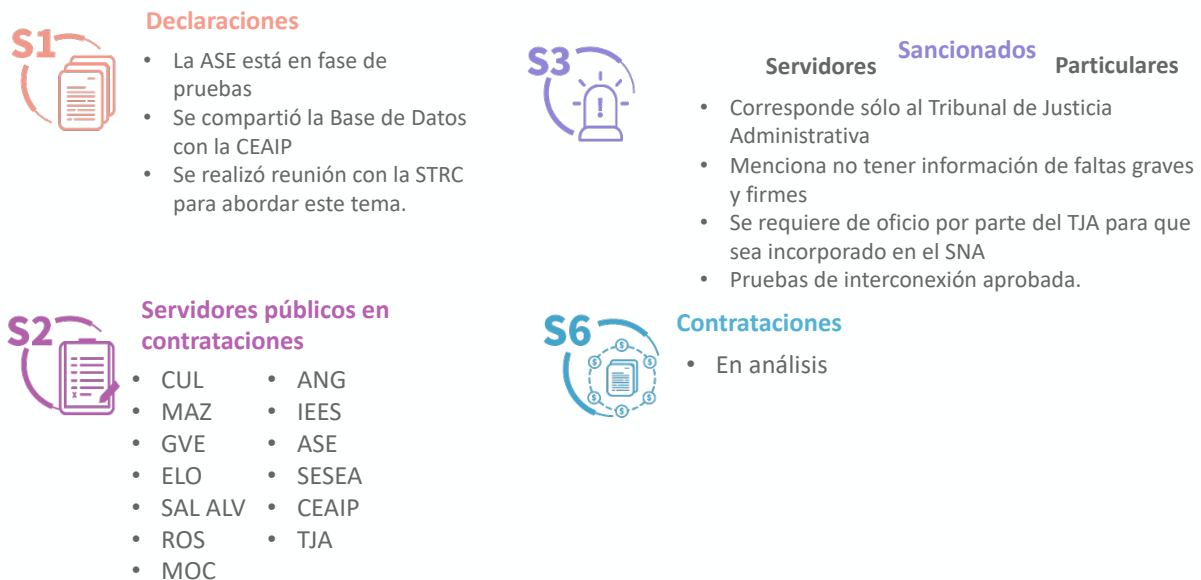 S1
Declaraciones
• La ASE está en fase de
pruebas
• Se compartió la Base de Datos
con la CEAIP
• Se realizó reunión con la STRC
para abordar este tema.
S3
Sancionados
Servidores
Particulares
• Corresponde sólo al Tribunal de Justicia
Administrativa
• Menciona no tener información de faltas graves
y firmes
• Se requiere de oficio por parte del TJA para que
sea incorporado en el SNA
• Pruebas de interconexión aprobada.
S2
Servidores públicos en
contrataciones
• CUL
• MAZ
• GVE
• ELO
• SAL ALV
• ROS
• MOC
• ANG
• IEES
• ASE
• SESEA
• CEAIP
• TJA
S6
Contrataciones
• En análisis